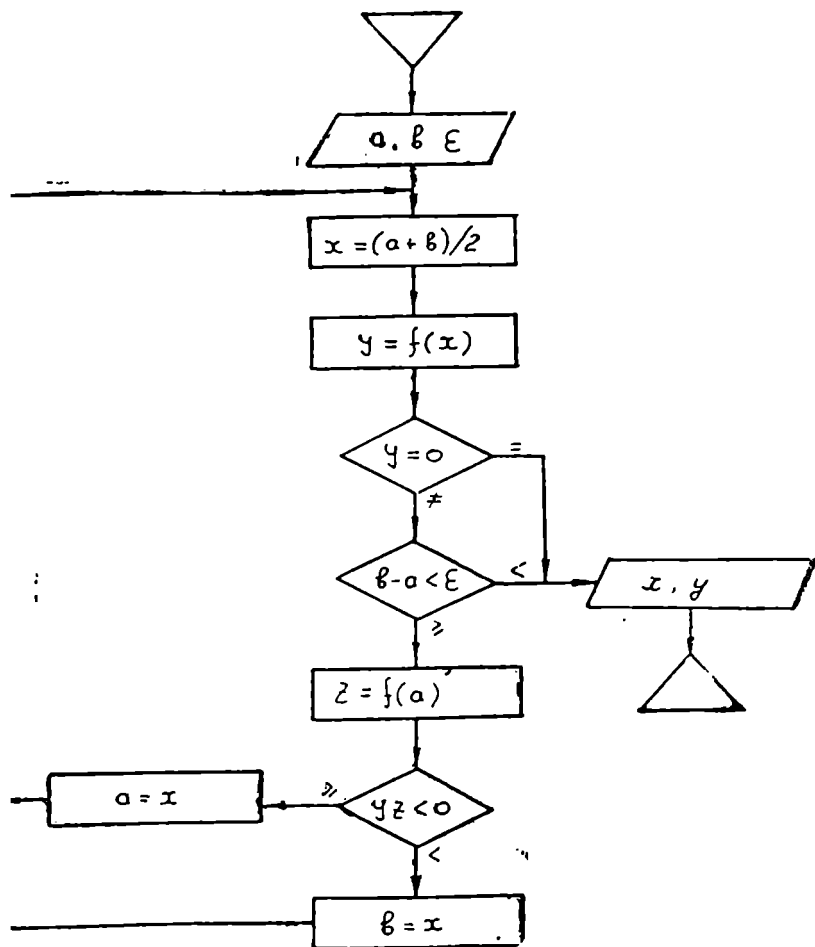 a. в ε
x = (a + в)/2
y = f(x)
y = 0
=
≠
в-a < ε
<
≥
x, y
z = f(a)
a = x
≥
yz < 0
<
в = x